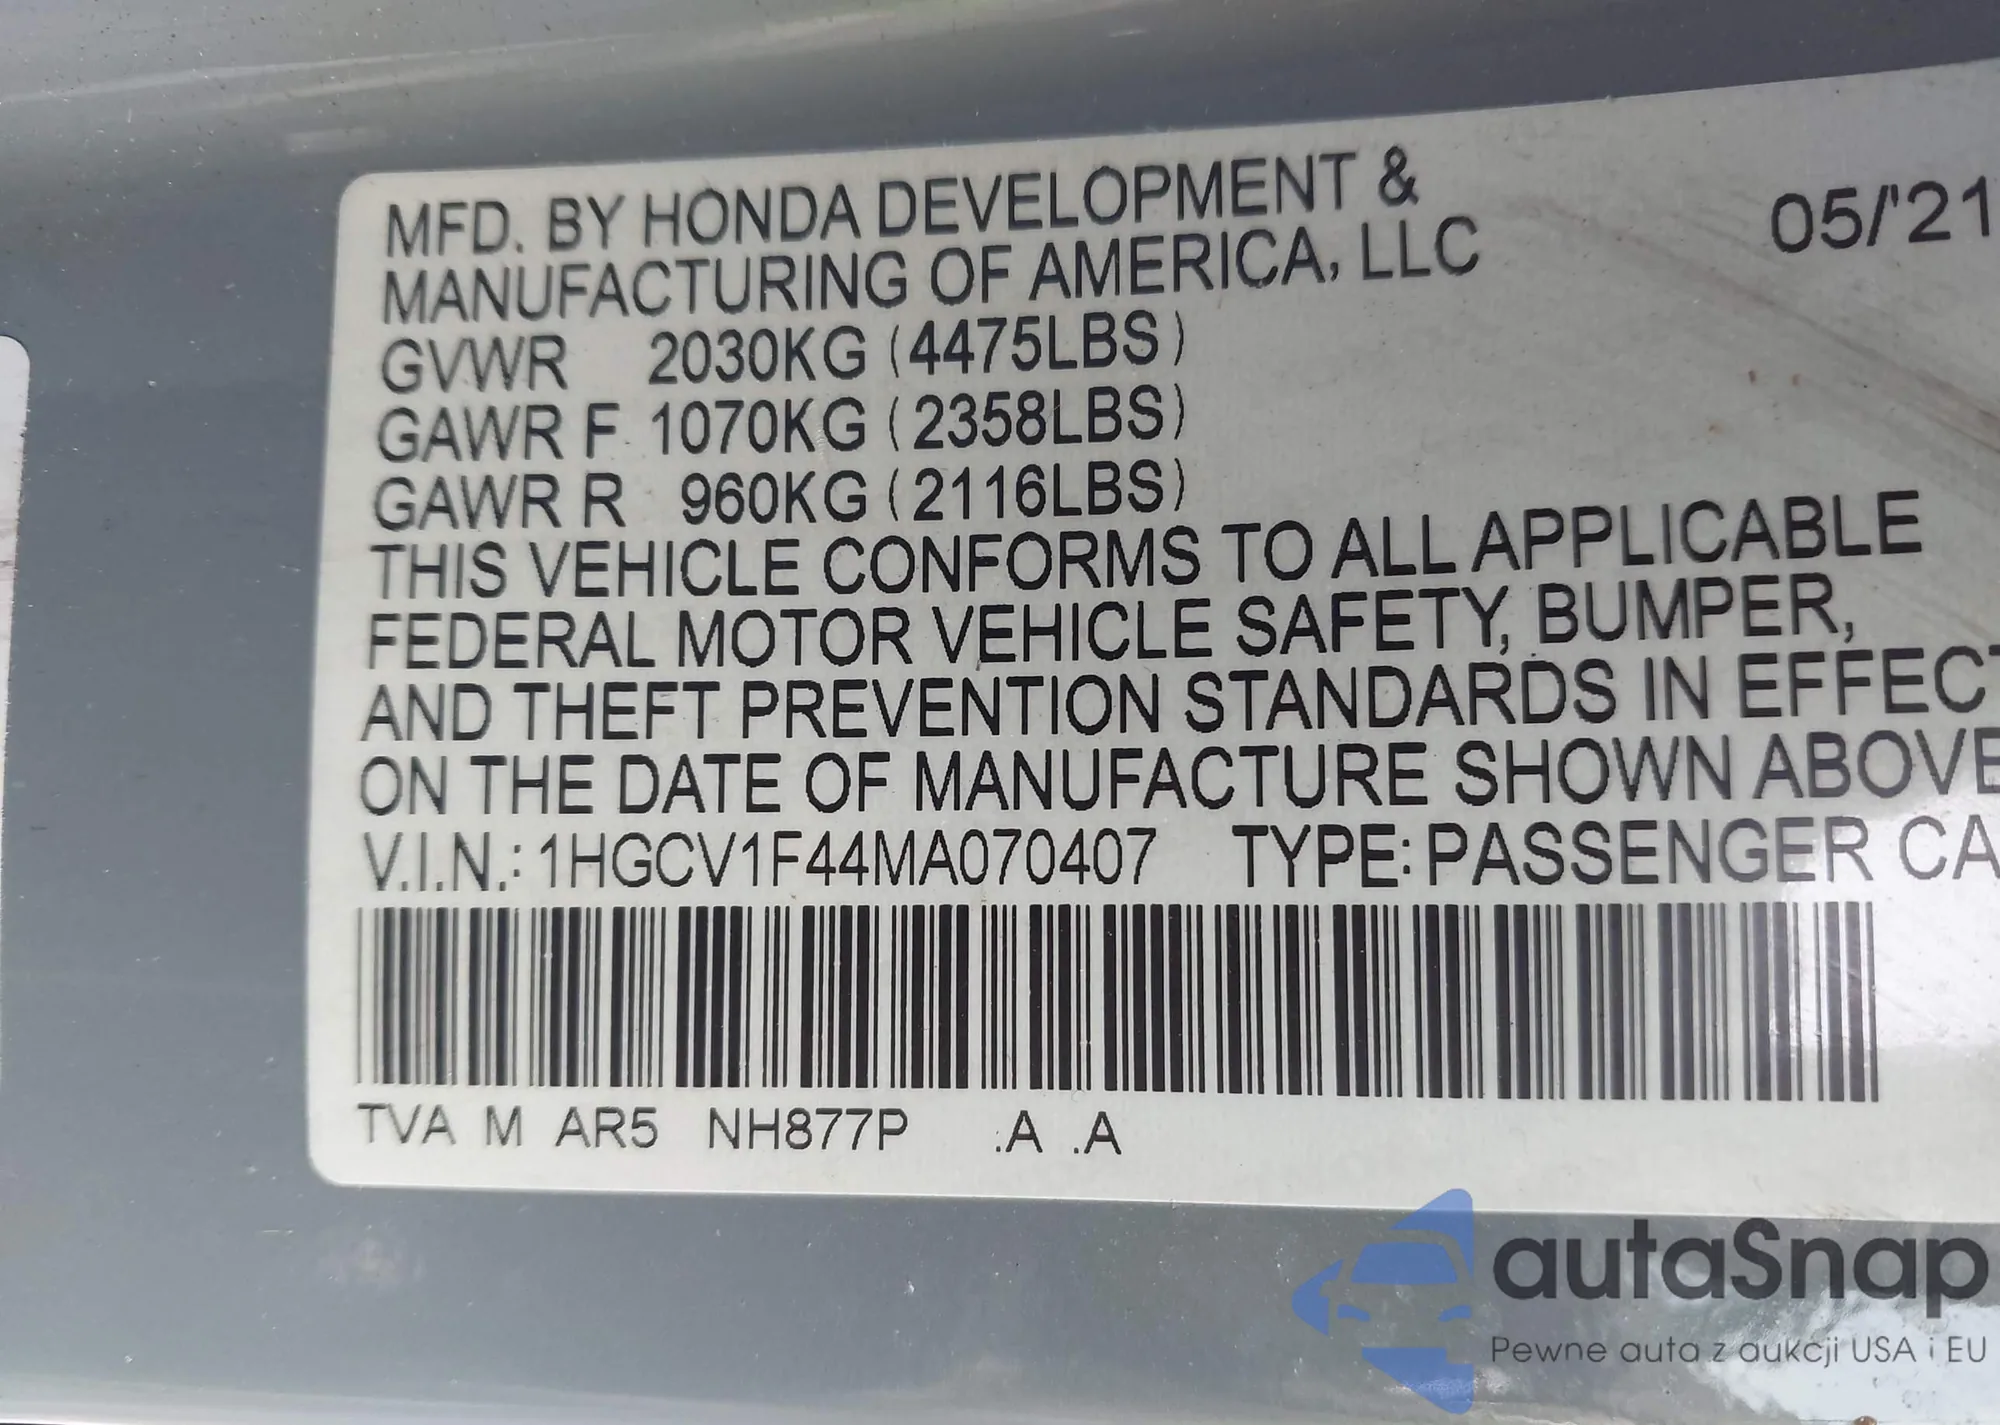 MFD. BY HONDA DEVELOPMENT &
MANUFACTURING OF AMERICA, LLC
05/'21
GVWR 2030KG (4475LBS)
GAWR F 1070KG (2358LBS)
GAWR R 960KG (2116LBS)
THIS VEHICLE CONFORMS TO ALL APPLICABLE
FEDERAL MOTOR VEHICLE SAFETY, BUMPER,
AND THEFT PREVENTION STANDARDS IN EFFECT
ON THE DATE OF MANUFACTURE SHOWN ABOVE
V.I.N.: 1HGCV1F44MA070407 TYPE: PASSENGER CA
TVA M AR5 NH877P .A .A
autaSnap
Pewne auta z aukcji USA i EU